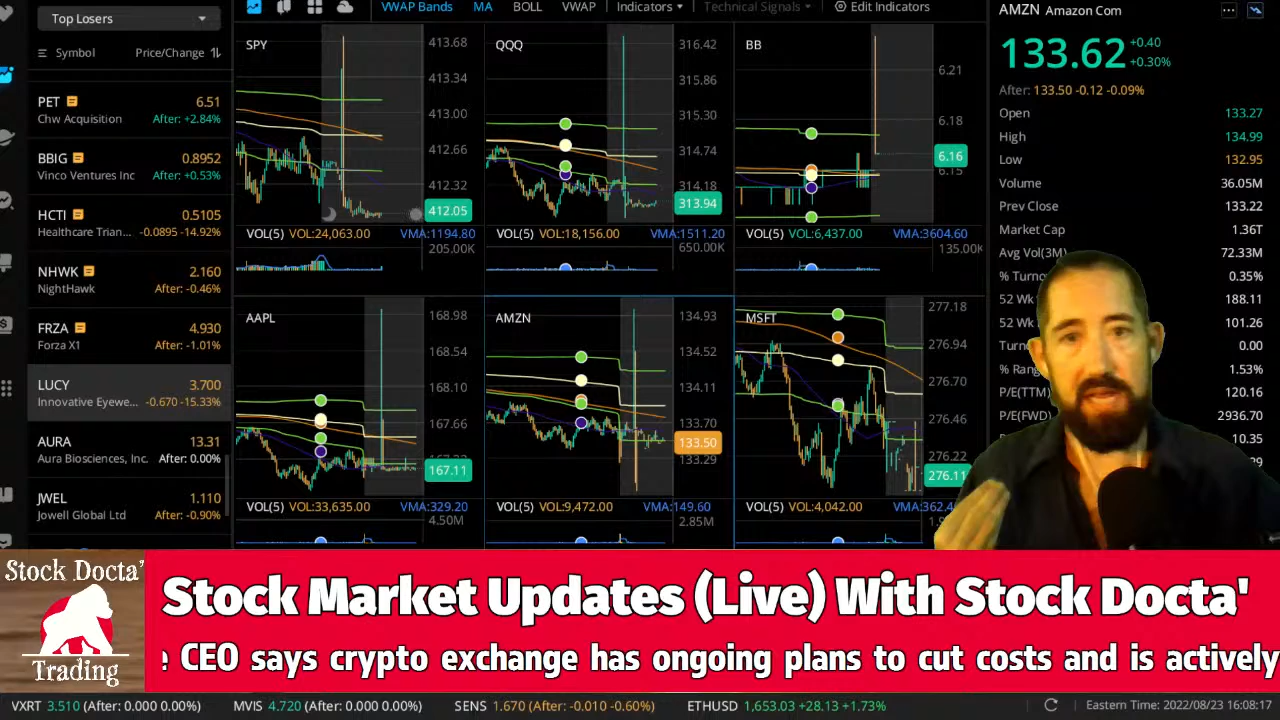 Top Losers
VWAP Bands MA BOLL VWAP Indicators Technical Signals Edit Indicators
AMZN Amazon Com
Symbol Price/Change
133.62 +0.40
+0.30%
After: 133.50 -0.12 -0.09%
PET 6.51
Chw Acquisition After: +2.84%
BBIG 0.8952
Vinco Ventures Inc After: +0.53%
HCTI 0.5105
Healthcare Trian... -0.0895 -14.92%
NHWK 2.160
NightHawk After: -0.46%
FRZA 4.930
Forza X1 After: -1.01%
LUCY 3.700
Innovative Eyewe... -0.670 -15.33%
AURA 13.31
Aura Biosciences, Inc. After: 0.00%
JWEL 1.110
Jowell Global Ltd After: -0.90%
SPY
413.68
413.34
413.00
412.66
412.32
412.05
VOL(5) VOL:24,063.00 VMA:1194.80
205.00K
QQQ
316.42
315.86
315.30
314.74
314.18
313.94
VOL(5) VOL:18,156.00 VMA:1511.20
650.00K
BB
6.21
6.18
6.16
6.15
VOL(5) VOL:6,437.00 VMA:3604.60
135.00K
AAPL
168.98
168.54
168.10
167.66
167.11
VOL(5) VOL:33,635.00 VMA:329.20
4.50M
AMZN
134.93
134.52
134.11
133.70
133.50
133.29
VOL(5) VOL:9,472.00 VMA:149.60
2.85M
MSFT
277.18
276.94
276.70
276.46
276.22
276.11
VOL(5) VOL:4,042.00 VMA:362.4
Open 133.27
High 134.99
Low 132.95
Volume 36.05M
Prev Close 133.22
Market Cap 1.36T
Avg Vol(3M) 72.33M
% Turno 0.35%
52 Wk 188.11
52 Wk 101.26
Turno 0.00
% Rang 1.53%
P/E(TTM) 120.16
P/E(FWD) 2936.70
10.35
Stock Docta'
Trading
Stock Market Updates (Live) With Stock Docta'
CEO says crypto exchange has ongoing plans to cut costs and is actively
VXRT 3.510 (After: 0.000 0.00%) MVIS 4.720 (After: 0.000 0.00%) SENS 1.670 (After: -0.010 -0.60%) ETHUSD 1,653.03 +28.13 +1.73% Eastern Time: 2022/08/23 16:08:17